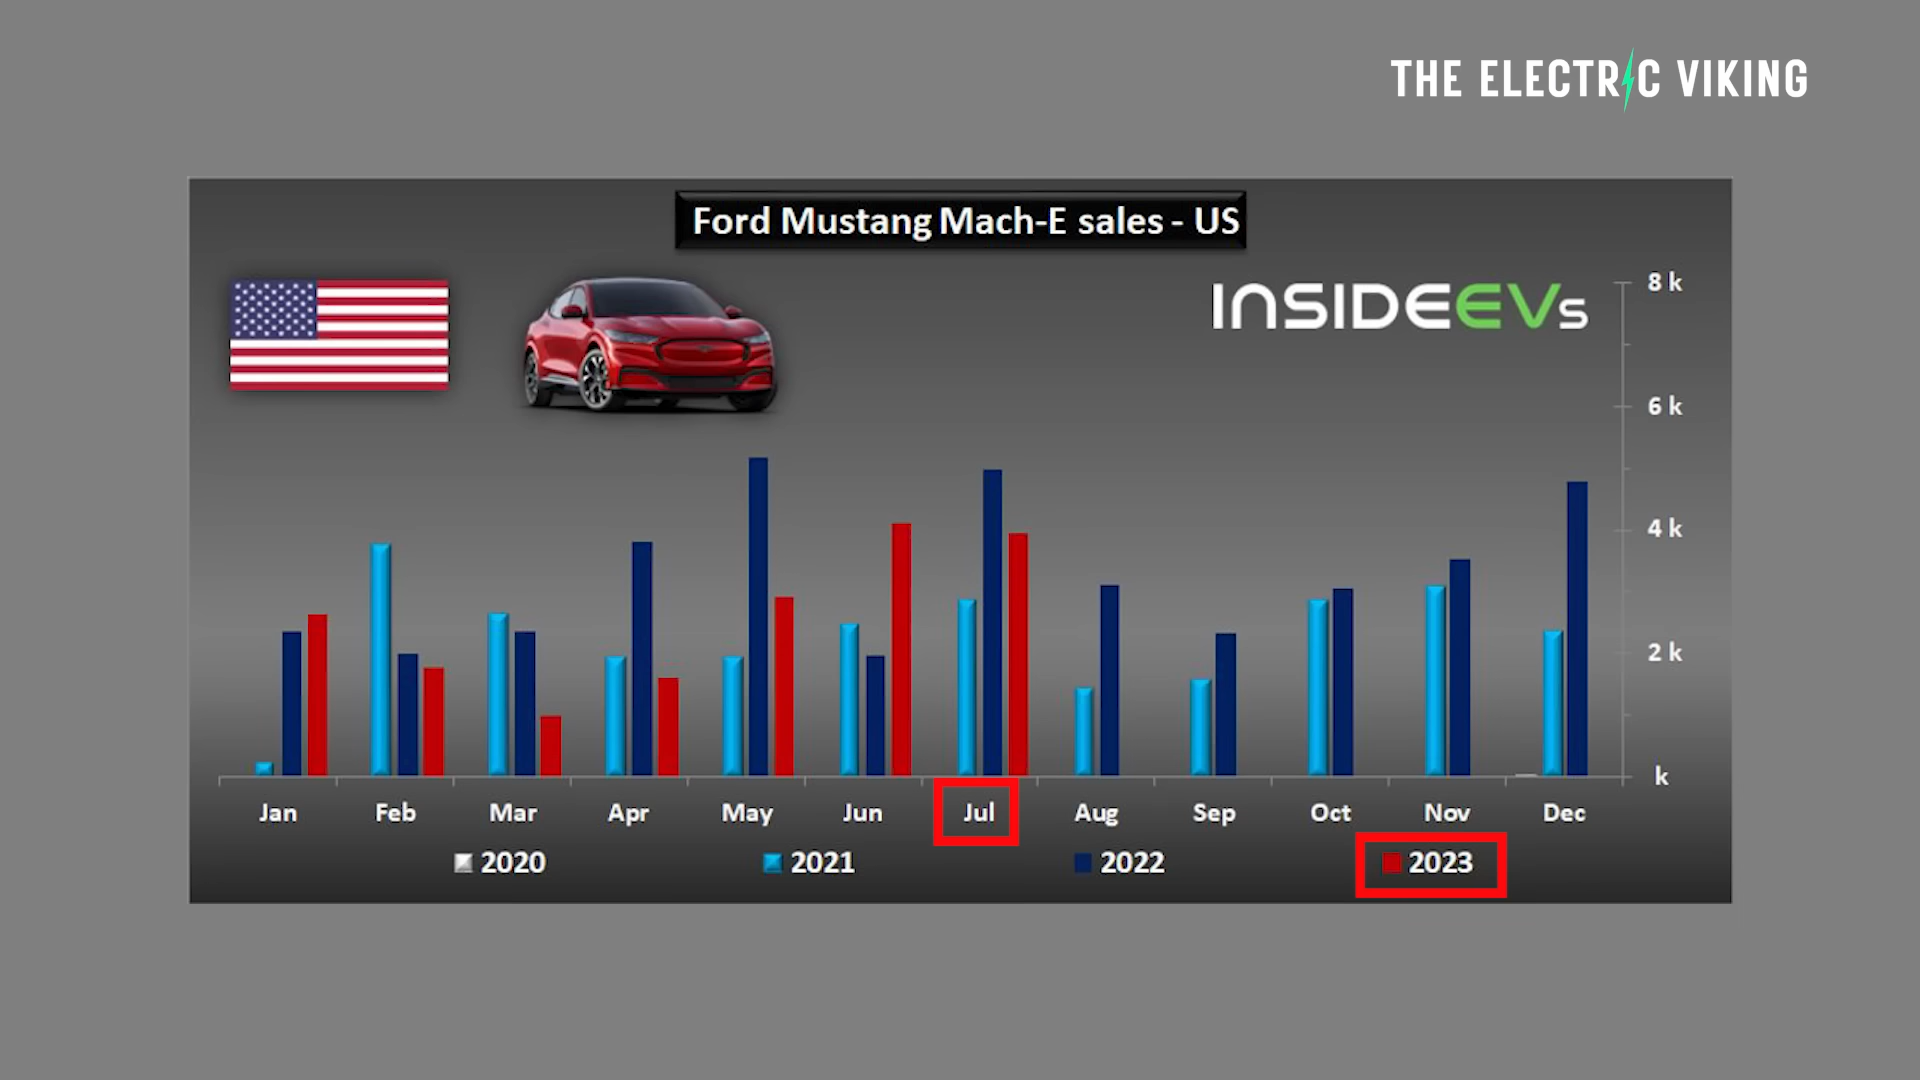 THE ELECTRIC VIKING
Ford Mustang Mach-E sales - US
INSIDEEVs
8 k
6 k
4 k
2 k
k
Jan Feb Mar Apr May Jun Jul Aug Sep Oct Nov Dec
2020 2021 2022 2023